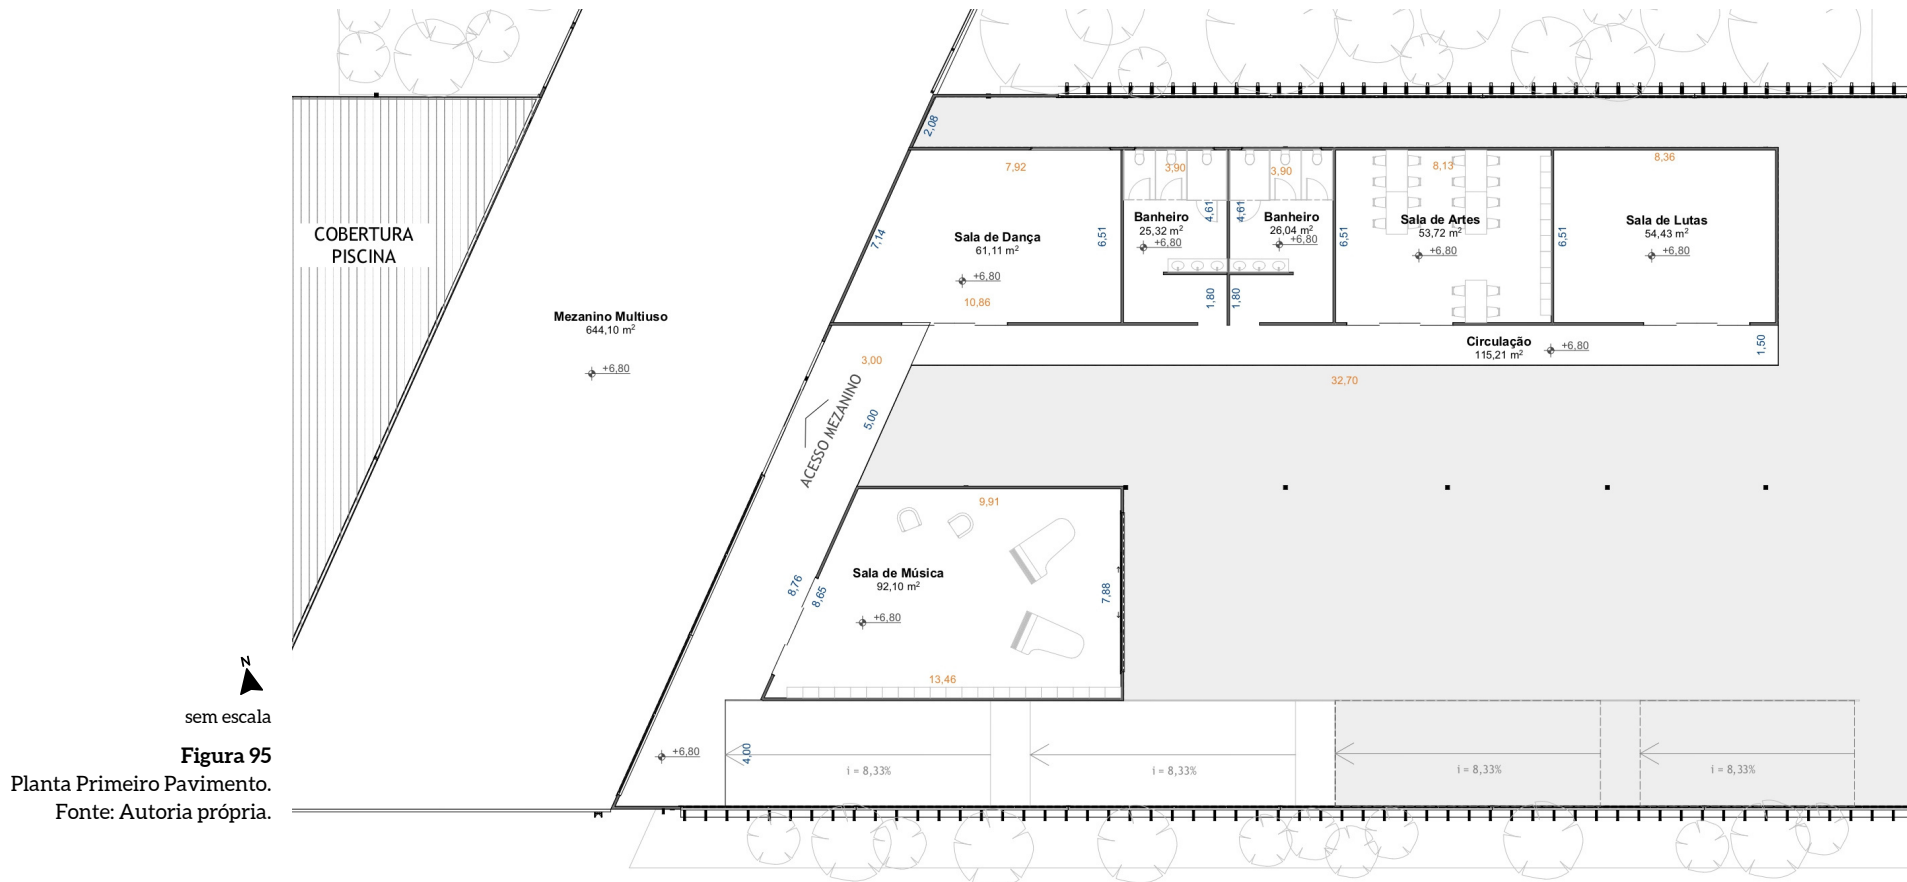 2,08
7,92
3,90
3,90
8,13
8,36
COBERTURA
PISCINA
7,14
Sala de Dança
61,11 m²
+6,80
10,86
6,51
Banheiro
25,32 m²
+6,80
4,61
4,61
Banheiro
26,04 m²
+6,80
6,51
Sala de Artes
53,72 m²
+6,80
6,51
Sala de Lutas
54,43 m²
+6,80
1,80
1,80
Mezanino Multiuso
644,10 m²
+6,80
Circulação
115,21 m²
+6,80
1,50
3,00
32,70
ACESSO MEZANINO
5,00
9,91
Sala de Música
92,10 m²
+6,80
8,76
8,65
7,88
13,46
+6,80
4,00
i = 8,33%
i = 8,33%
i = 8,33%
i = 8,33%
N
sem escala
Figura 95
Planta Primeiro Pavimento.
Fonte: Autoria própria.